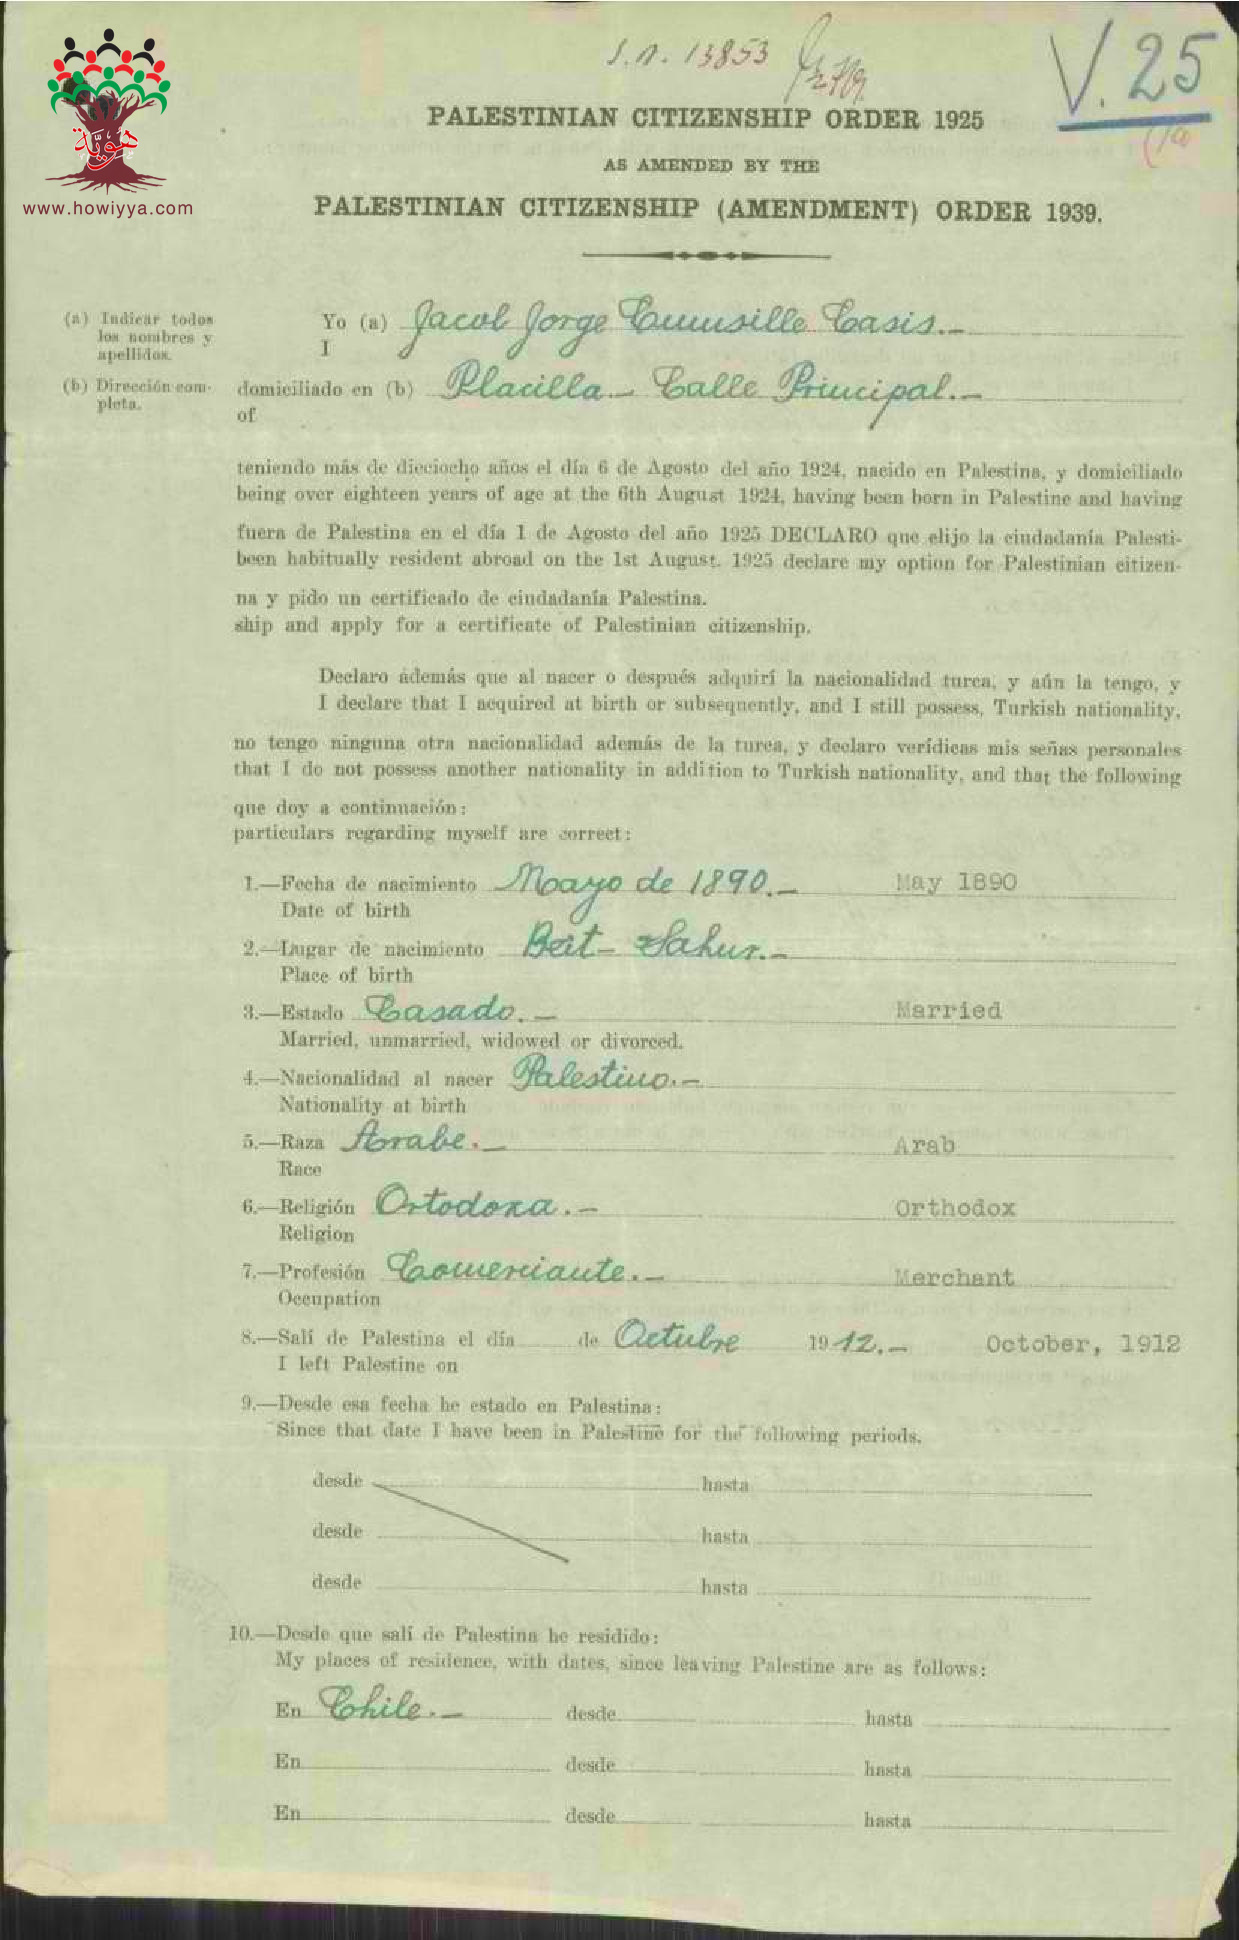 J.N. 13853
V. 25
هوية
www.howiyya.com
PALESTINIAN CITIZENSHIP ORDER 1925
AS AMENDED BY THE
PALESTINIAN CITIZENSHIP (AMENDMENT) ORDER 1939.
(a) Indicar todos
los nombres y
apellidos.
Yo (a) Jacob Jorge Cumsille Casis.-
I
(b) Dirección com-
pleta.
domiciliado en (b) Placilla - Calle Principal.-
of
teniendo más de dieciocho años el día 6 de Agosto del año 1924, nacido en Palestina, y domiciliado
being over eighteen years of age at the 6th August 1924, having been born in Palestine and having
fuera de Palestina en el día 1 de Agosto del año 1925 DECLARO que elijo la ciudadanía Palesti-
been habitually resident abroad on the 1st August. 1925 declare my option for Palestinian citizen-
na y pido un certificado de ciudadanía Palestina.
ship and apply for a certificate of Palestinian citizenship.
Declaro además que al nacer o después adquirí la nacionalidad turca, y aún la tengo, y
I declare that I acquired at birth or subsequently, and I still possess, Turkish nationality,
no tengo ninguna otra nacionalidad además de la turca, y declaro verídicas mis señas personales
that I do not possess another nationality in addition to Turkish nationality, and that the following
que doy a continuación:
particulars regarding myself are correct:
1.—Fecha de nacimiento Mayo de 1890.- May 1890
Date of birth
2.—Lugar de nacimiento Beit-Sahur.-
Place of birth
3.—Estado Casado.- Married
Married, unmarried, widowed or divorced.
4.—Nacionalidad al nacer Palestino.-
Nationality at birth
5.—Raza Arabe.- Arab
Race
6.—Religión Ortodoxa.- Orthodox
Religion
7.—Profesión Comerciante.- Merchant
Occupation
8.—Salí de Palestina el día de Octubre 1912.- October, 1912
I left Palestine on
9.—Desde esa fecha he estado en Palestina:
Since that date I have been in Palestine for the following periods.
desde hasta
desde hasta
desde hasta
10.—Desde que salí de Palestina he residido:
My places of residence, with dates, since leaving Palestine are as follows:
En Chile.- desde hasta
En desde hasta
En desde hasta